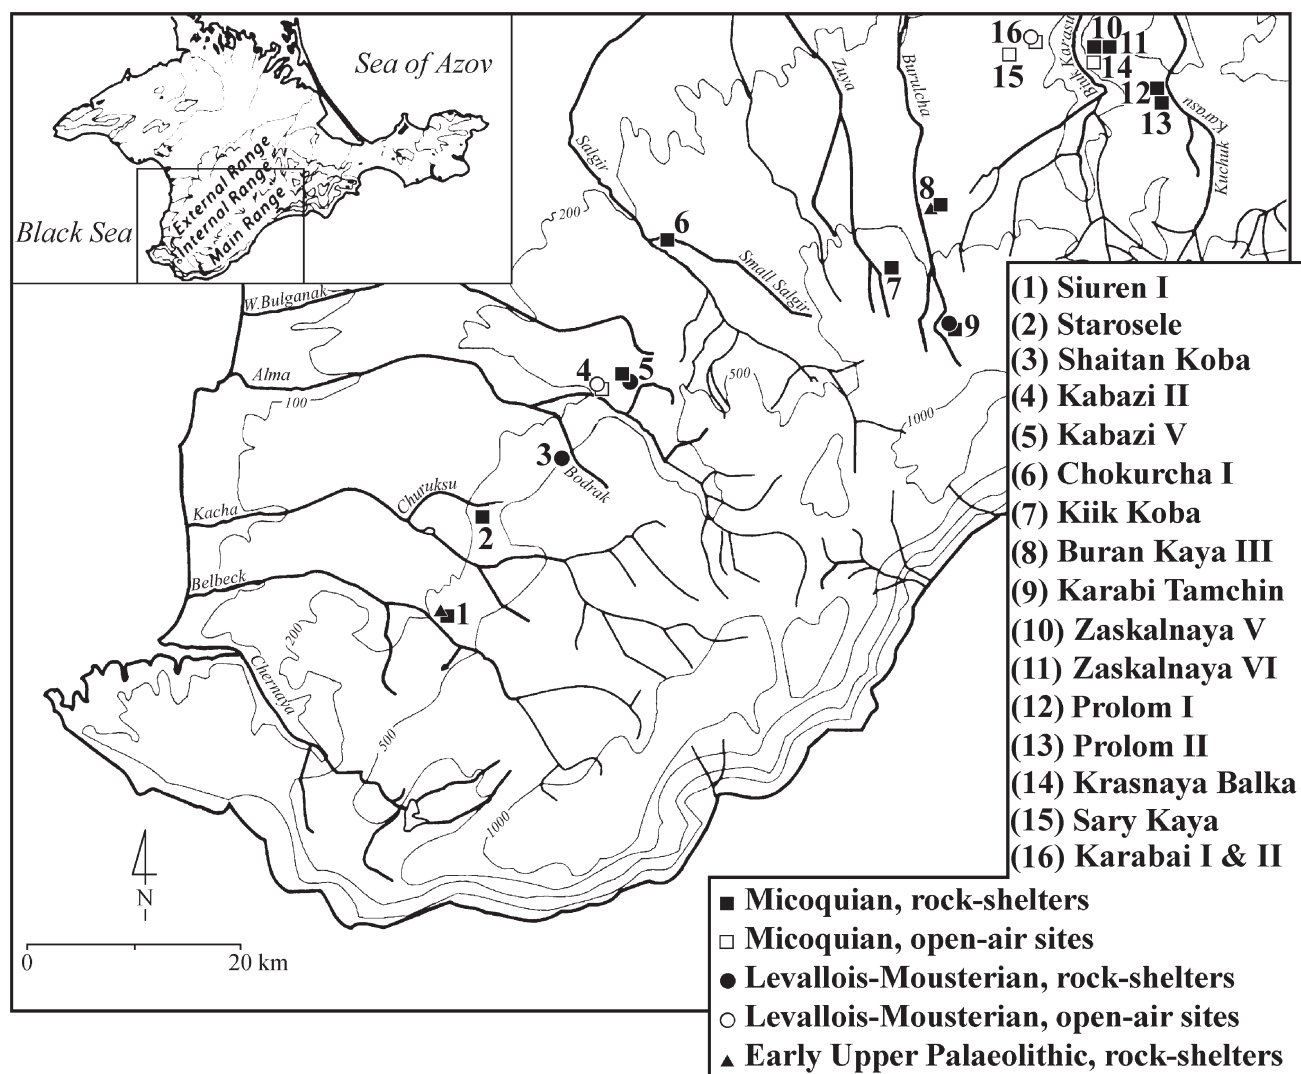 Sea of Azov
External Range
Internal Range
Main Range
Black Sea
Salgir
Zuya
Burulcha
16
15
Biuk Karasu
10
11
14
12
13
Kuchuk Karasu
8
200
6
Small Salgir
7
9
W.Bulganak
Alma
100
4
5
500
1000
3
Bodrak
Churuksu
Kacha
2
Belbeck
1
200
Chernaya
500
1000
N
0
20 km
(1) Siuren I
(2) Starosele
(3) Shaitan Koba
(4) Kabazi II
(5) Kabazi V
(6) Chokurcha I
(7) Kiik Koba
(8) Buran Kaya III
(9) Karabi Tamchin
(10) Zaskalnaya V
(11) Zaskalnaya VI
(12) Prolom I
(13) Prolom II
(14) Krasnaya Balka
(15) Sary Kaya
(16) Karabai I & II
Micoquian, rock-shelters
Micoquian, open-air sites
Levallois-Mousterian, rock-shelters
Levallois-Mousterian, open-air sites
Early Upper Palaeolithic, rock-shelters